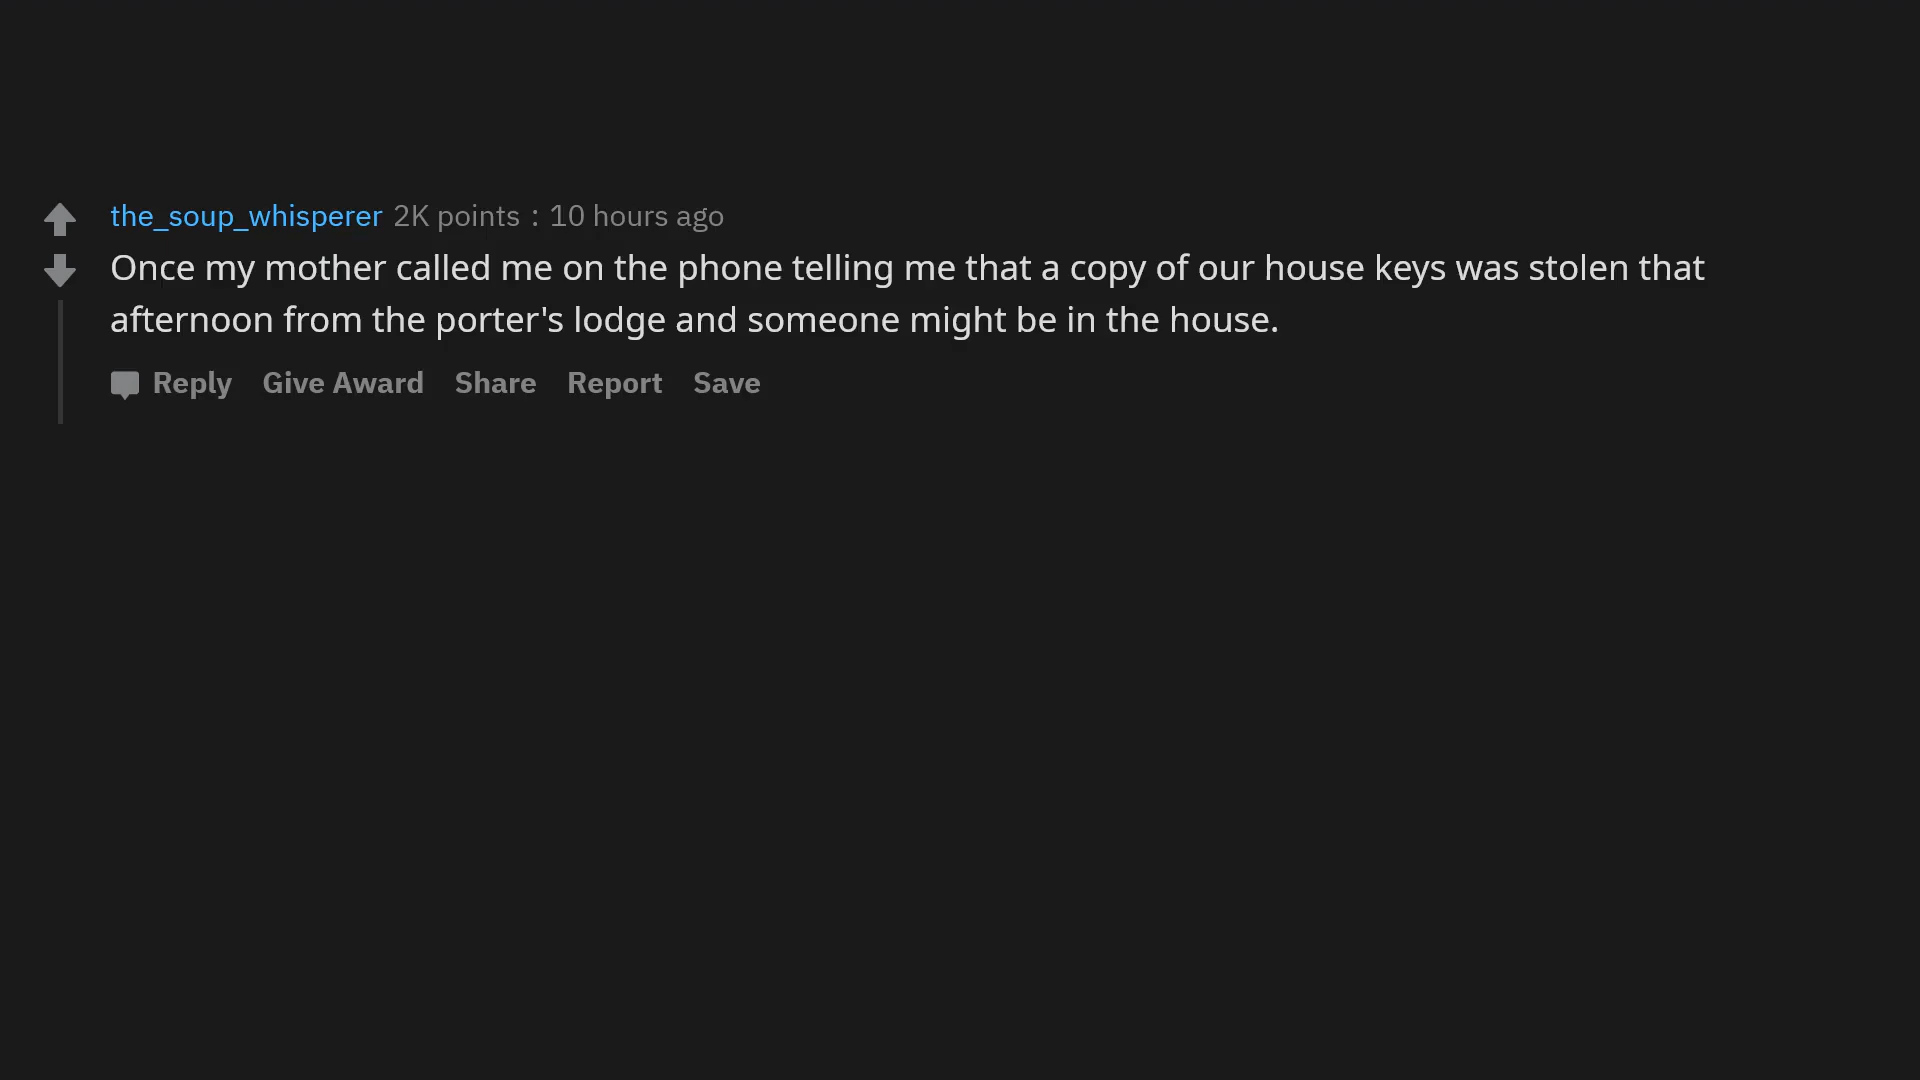 the_soup_whisperer 2K points : 10 hours ago
Once my mother called me on the phone telling me that a copy of our house keys was stolen that
afternoon from the porter's lodge and someone might be in the house.
Reply Give Award Share Report Save